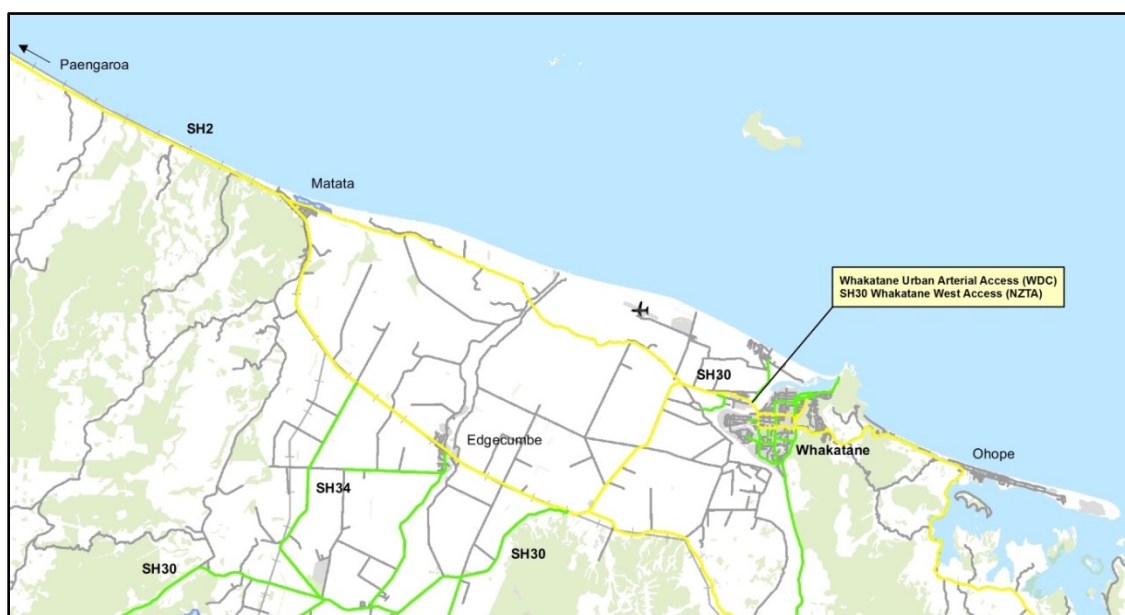 Paengaroa
SH2
Matata
Whakatane Urban Arterial Access (WDC)
SH30 Whakatane West Access (NZTA)
SH30
Edgecumbe
Whakatane
Ohope
SH34
SH30
SH30